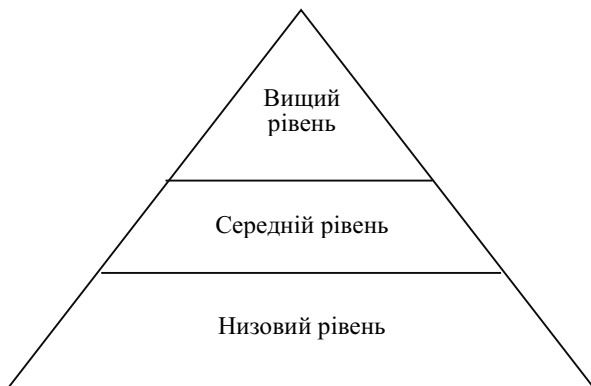 Вищий
рівень
Середній рівень
Низовий рівень